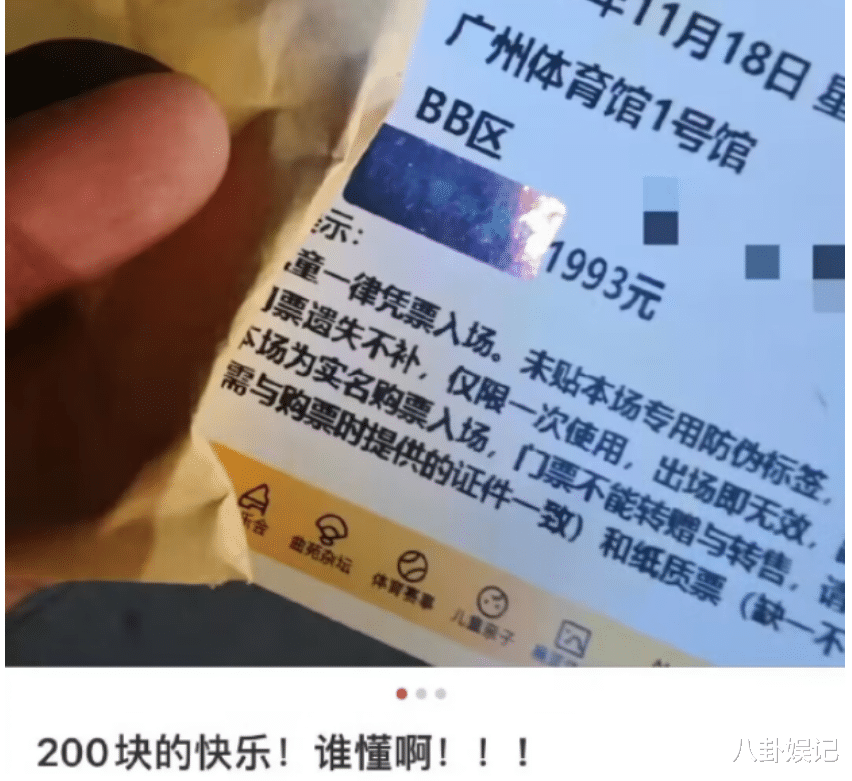 年11月18日 星
广州体育馆1号馆
BB区
1993元
示：
童一律凭票入场。未贴本场专用防伪标签，
门票遗失不补，仅限一次使用，出场即无效，
本场为实名购票入场，门票不能转赠与转售，请
需与购票时提供的证件一致）和纸质票（缺一不
乐会
曲苑杂坛
体育赛事
儿童亲子
200块的快乐！谁懂啊！！！
八卦娱记